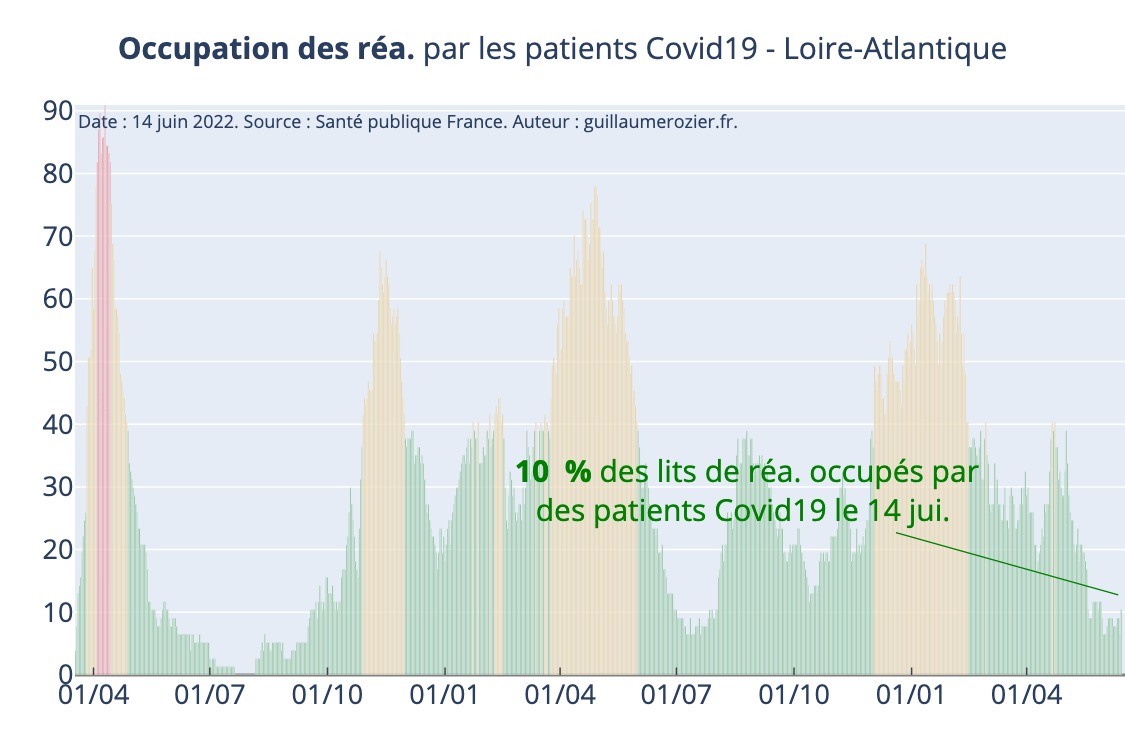 Occupation des réa. par les patients Covid19 - Loire-Atlantique
90
Date : 14 juin 2022. Source : Santé publique France. Auteur : guillaumerozier.fr.
80
70
60
50
40
30
10  % des lits de réa. occupés par
des patients Covid19 le 14 jui.
20
10
0
01/04 01/07 01/10 01/01 01/04 01/07 01/10 01/01 01/04